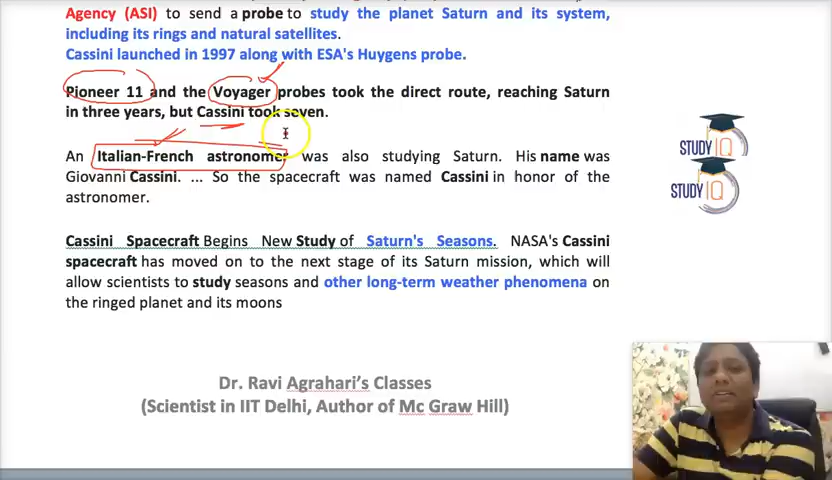 Agency (ASI) to send a probe to study the planet Saturn and its system,
including its rings and natural satellites.
Cassini launched in 1997 along with ESA's Huygens probe.
Pioneer 11 and the Voyager probes took the direct route, reaching Saturn
in three years, but Cassini took seven.
An Italian-French astronomer was also studying Saturn. His name was
Giovanni Cassini. ... So the spacecraft was named Cassini in honor of the
astronomer.
Cassini Spacecraft Begins New Study of Saturn's Seasons. NASA's Cassini
spacecraft has moved on to the next stage of its Saturn mission, which will
allow scientists to study seasons and other long-term weather phenomena on
the ringed planet and its moons
Dr. Ravi Agrahari's Classes
(Scientist in IIT Delhi, Author of Mc Graw Hill)
STUDY IQ
STUDY IQ